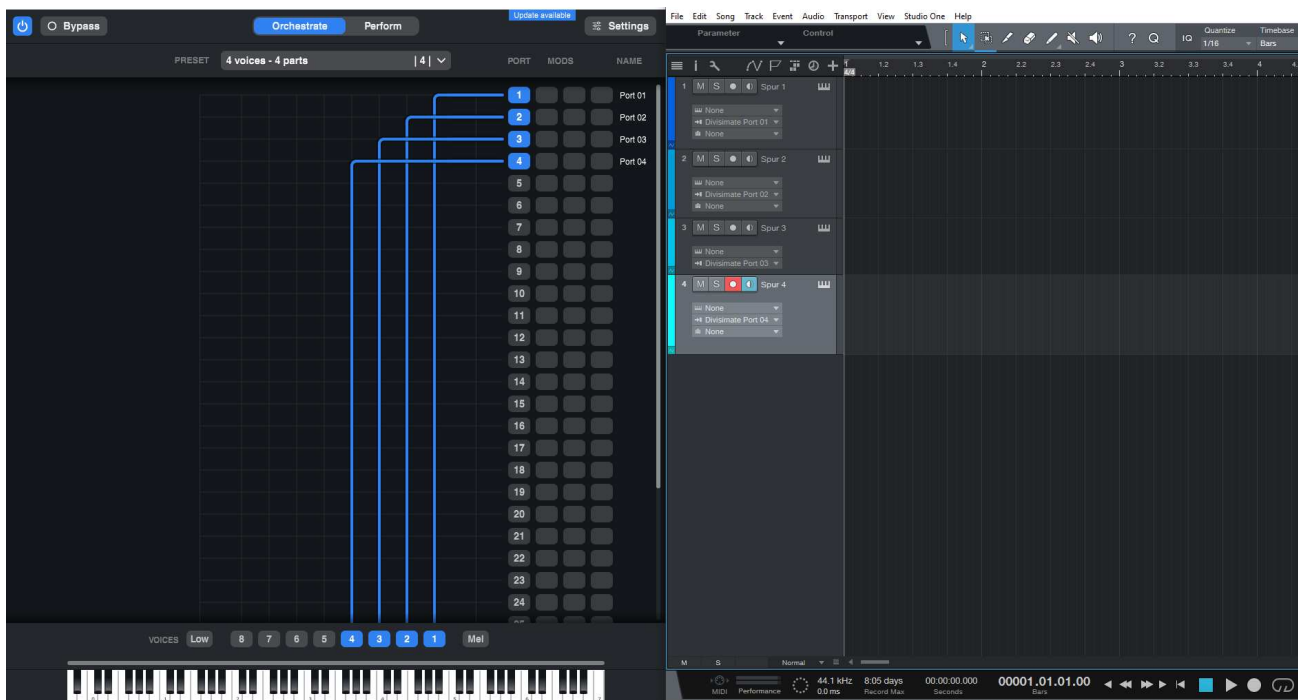 Bypass
Orchestrate
Perform
Update available
Settings
PRESET
4 voices - 4 parts
|4|
PORT
MODS
NAME
1 Port 01
2 Port 02
3 Port 03
4 Port 04
5
6
7
8
9
10
11
12
13
14
15
16
17
18
19
20
21
22
23
24
VOICES Low 8 7 6 5 4 3 2 1 Mel
File Edit Song Track Event Audio Transport View Studio One Help
Parameter
Control
? Q IQ
Quantize
1/16
Timebase
Bars
1 1.2 1.3 1.4 2 2.2 2.3 2.4 3 3.2 3.3 3.4 4
4/4
1 M S Spur 1
None
Divisimate Port 01
None
2 M S Spur 2
None
Divisimate Port 02
None
3 M S Spur 3
None
Divisimate Port 03
4 M S Spur 4
None
Divisimate Port 04
None
M S Normal
MIDI
Performance
44.1 kHz
0.0 ms
8:05 days
Record Max
00:00:00.000
Seconds
00001.01.01.00
Bars